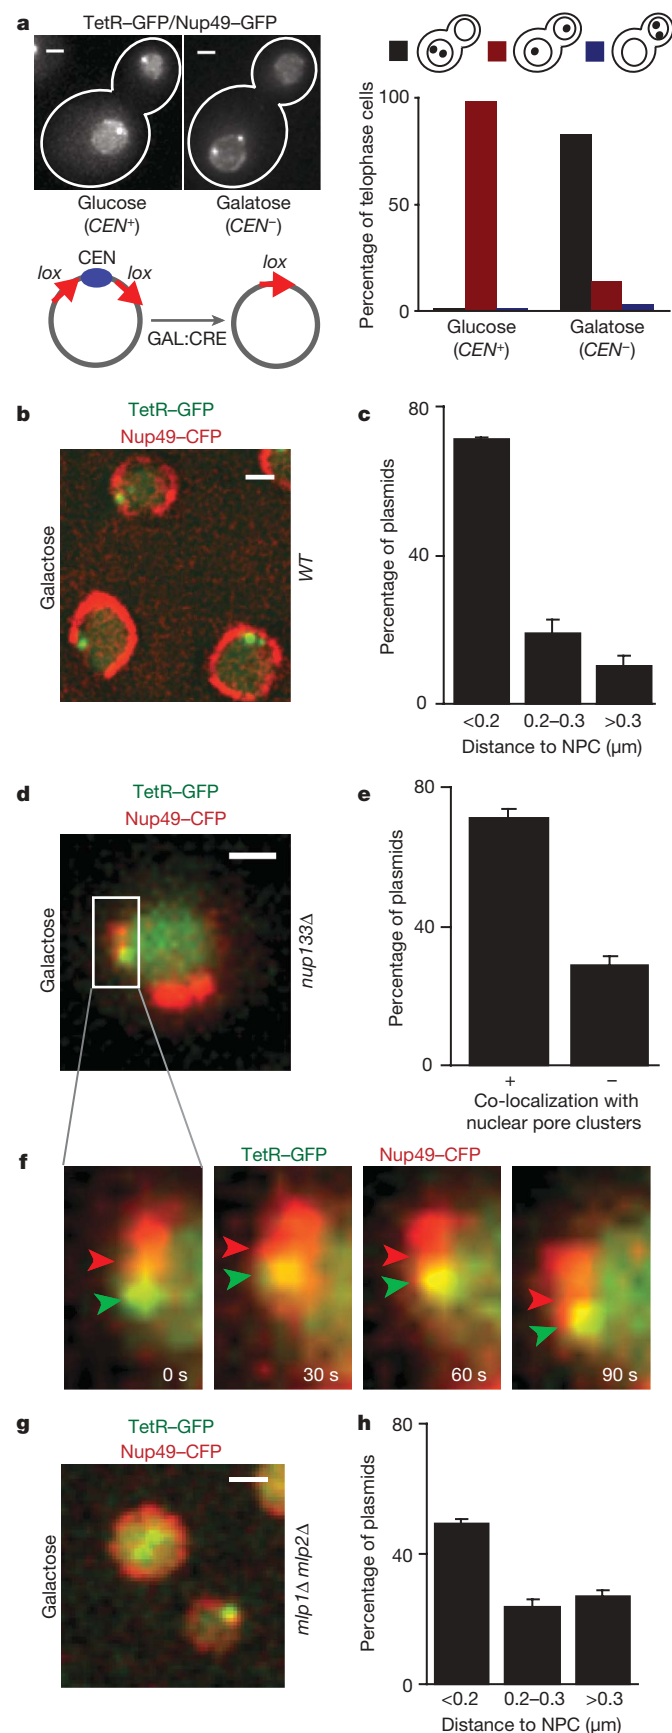 a
TetR–GFP/Nup49–GFP
Glucose
(CEN+)
Galatose
(CEN–)
lox
CEN
lox
GAL:CRE
lox
Percentage of telophase cells
100
50
0
Glucose
(CEN+)
Galatose
(CEN–)
b
TetR–GFP
Nup49–CFP
Galactose
WT
c
Percentage of plasmids
80
40
0
<0.2 0.2–0.3 >0.3
Distance to NPC (μm)
d
TetR–GFP
Nup49–CFP
Galactose
nup133Δ
e
Percentage of plasmids
80
40
0
+ –
Co-localization with
nuclear pore clusters
f
TetR–GFP Nup49–CFP
0 s 30 s 60 s 90 s
g
TetR–GFP
Nup49–CFP
Galactose
mlp1Δ mlp2Δ
h
Percentage of plasmids
80
40
0
<0.2 0.2–0.3 >0.3
Distance to NPC (μm)